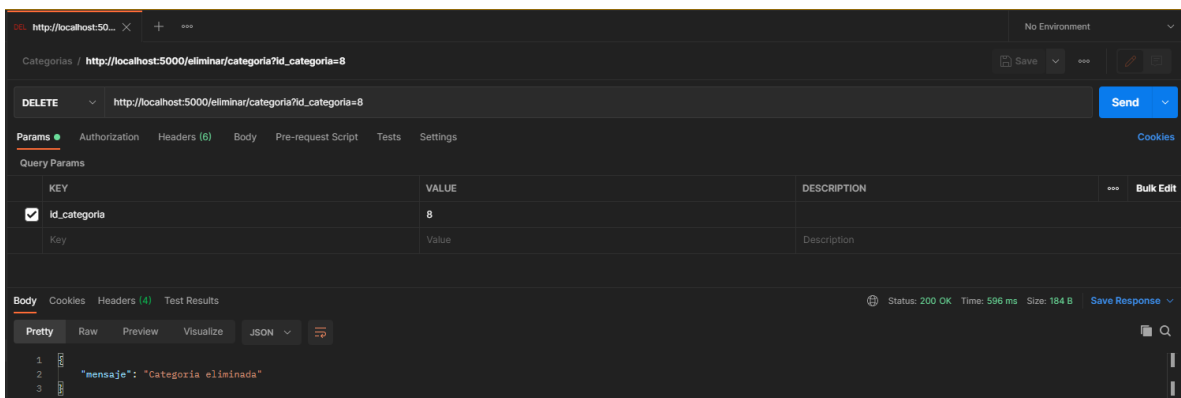 DEL http://localhost:50... No Environment
Categorias / http://localhost:5000/eliminar/categoria?id_categoria=8 Save
DELETE http://localhost:5000/eliminar/categoria?id_categoria=8 Send
Params Authorization Headers (6) Body Pre-request Script Tests Settings Cookies
Query Params
KEY VALUE DESCRIPTION Bulk Edit
id_categoria 8
Key Value Description
Body Cookies Headers (4) Test Results Status: 200 OK Time: 596 ms Size: 184 B Save Response
Pretty Raw Preview Visualize JSON
1 {
2 "mensaje": "Categoria eliminada"
3 }